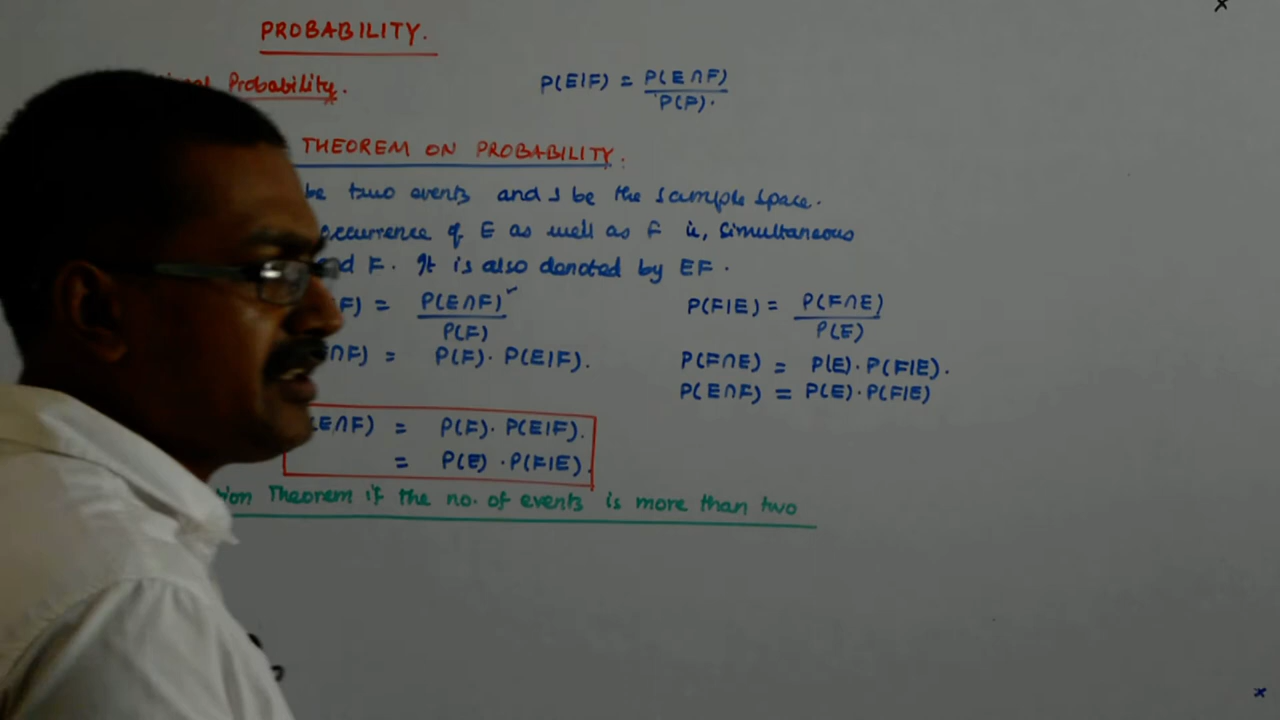 PROBABILITY.
Probability.
P(E|F) = P(E∩F) / P(F).
THEOREM ON PROBABILITY.
be two events and S be the sample space.
occurrence of E as well as F ie, simultaneous
F. It is also denoted by EF.
F) = P(E∩F) / P(F)
P(F|E) = P(F∩E) / P(E)
∩F) = P(F). P(E|F).
P(F∩E) = P(E).P(F|E).
P(E∩F) = P(E).P(F|E)
E∩F) = P(F). P(E|F).
= P(E) .P(F|E).
Theorem if the no. of events is more than two